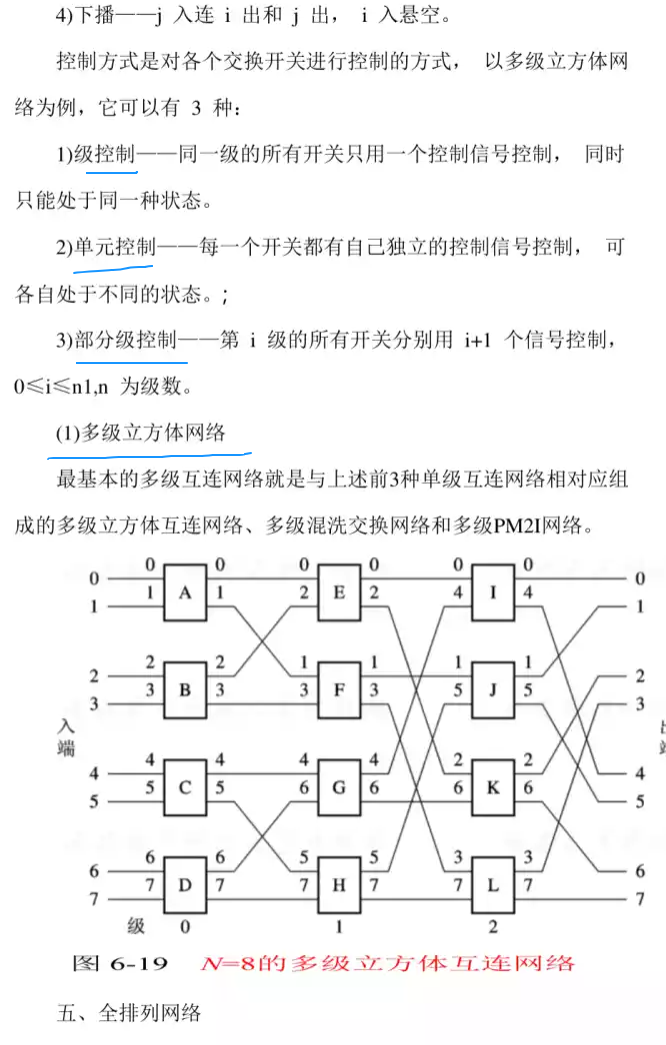 4)下播——j 入连 i 出和 j 出， i 入悬空。
控制方式是对各个交换开关进行控制的方式， 以多级立方体网
络为例，它可以有 3 种：
1)级控制——同一级的所有开关只用一个控制信号控制， 同时
只能处于同一种状态。
2)单元控制——每一个开关都有自己独立的控制信号控制， 可
各自处于不同的状态。;
3)部分级控制——第 i 级的所有开关分别用 i+1 个信号控制，
0≤i≤n1,n 为级数。
(1)多级立方体网络
最基本的多级互连网络就是与上述前3种单级互连网络相对应组
成的多级立方体互连网络、多级混洗交换网络和多级PM2I网络。
0 0 A 0 0 E 0 0 I 0 0
1 1 1 2 2 4 4 1
2 2 B 2 1 F 1 1 J 1 2
3 3 3 3 3 5 5 3
入端
4 4 C 4 4 G 4 2 K 2 4
5 5 5 6 6 6 6 5
6 6 D 6 5 H 5 3 L 3 6
7 7 7 7 7 7 7 7
级 0 1 2
图 6-19 N=8的多级立方体互连网络
五、全排列网络